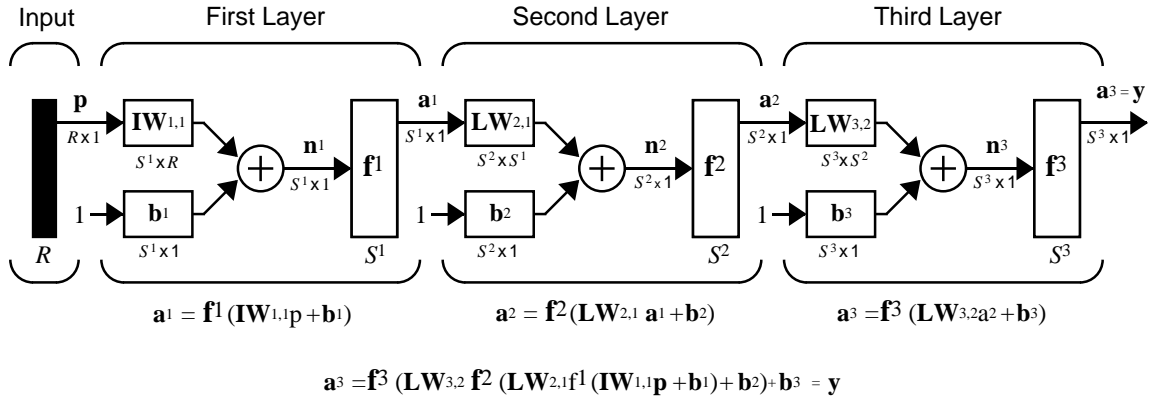 Input First Layer Second Layer Third Layer
p a1 a2 a3 = y
IW1,1 LW2,1 LW3,2
R x 1 S1 x 1 S2 x 1 S3 x 1
S1 x R n1 S2 x S1 n2 S3 x S2 n3
f1 f2 f3
S1 x 1 S2 x 1 S3 x 1
1 b1 1 b2 1 b3
R S1 x 1 S1 S2 x 1 S2 S3 x 1 S3
a1 = f1(IW1,1p + b1) a2 = f2(LW2,1 a1 + b2) a3 = f3 (LW3,2a2 + b3)
a3 = f3 (LW3,2 f2 (LW2,1f1 (IW1,1p + b1) + b2) + b3 = y